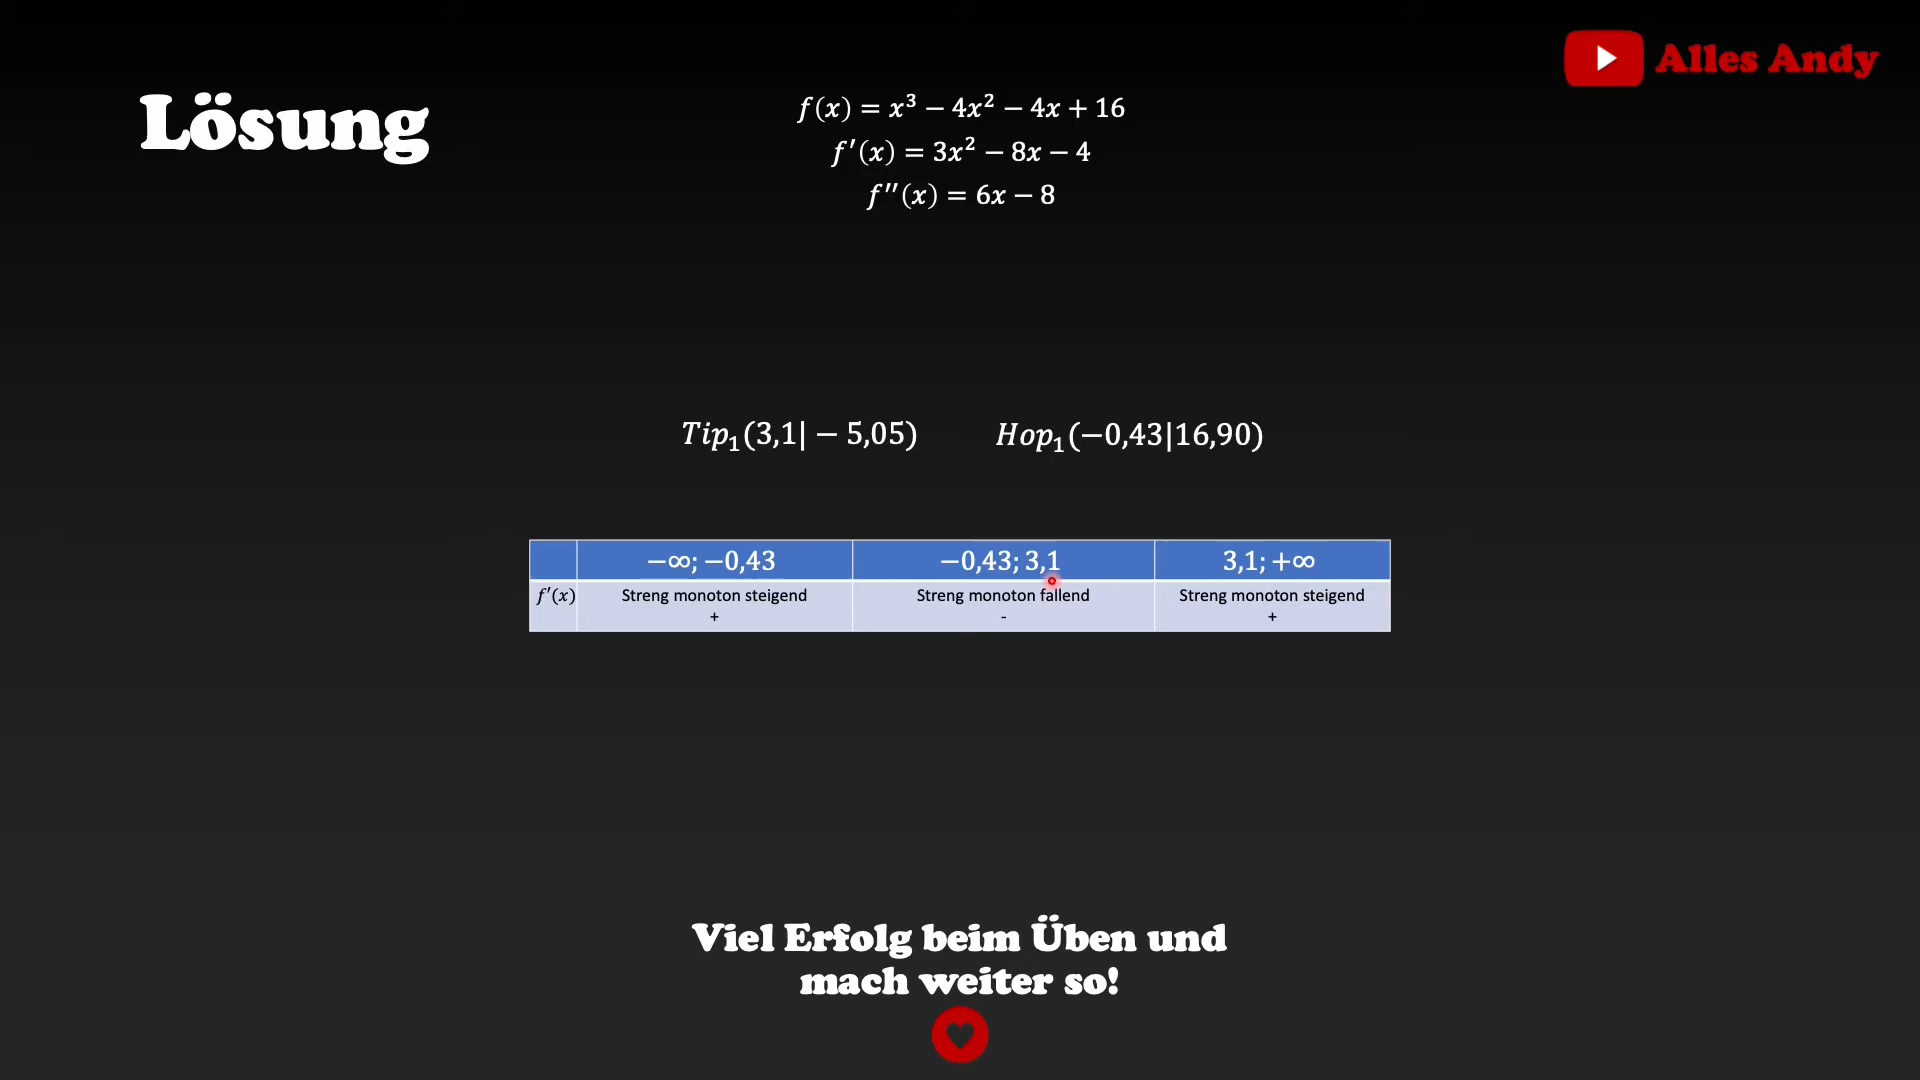 Alles Andy
Lösung
f(x) = x³ − 4x² − 4x + 16
f′(x) = 3x² − 8x − 4
f″(x) = 6x − 8
Tip₁(3,1| − 5,05) Hop₁(−0,43|16,90)
−∞; −0,43 −0,43; 3,1 3,1; +∞
f′(x) Streng monoton steigend Streng monoton fallend Streng monoton steigend
+ - +
Viel Erfolg beim Üben und
mach weiter so!